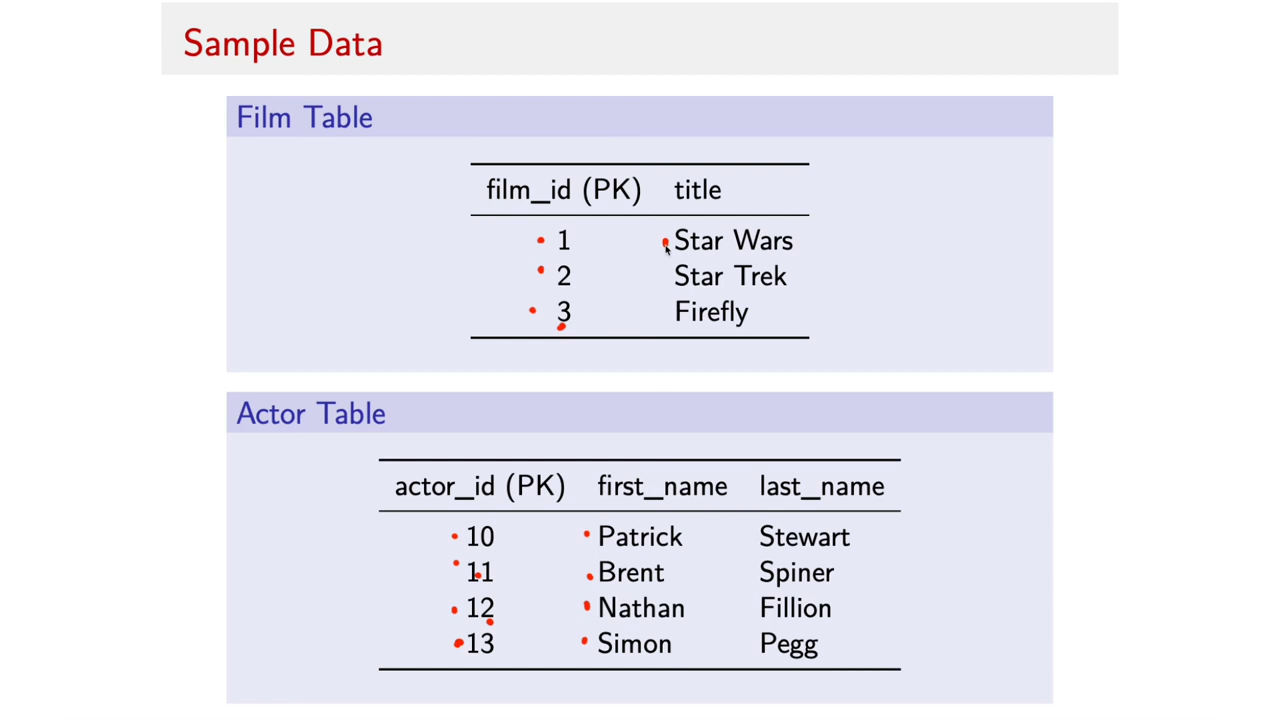 Sample Data
Film Table
film_id (PK) title
1 Star Wars
2 Star Trek
3 Firefly
Actor Table
actor_id (PK) first_name last_name
10 Patrick Stewart
11 Brent Spiner
12 Nathan Fillion
13 Simon Pegg